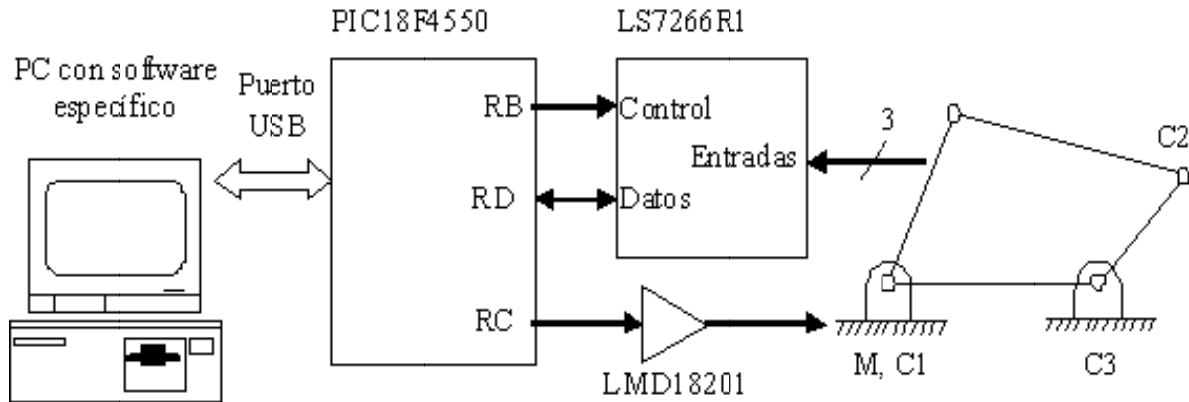 PIC18F4550
LS7266R1
PC con software
específico
Puerto
USB
RB
Control
3
C2
Entradas
RD
Datos
RC
LMD18201
M, C1
C3